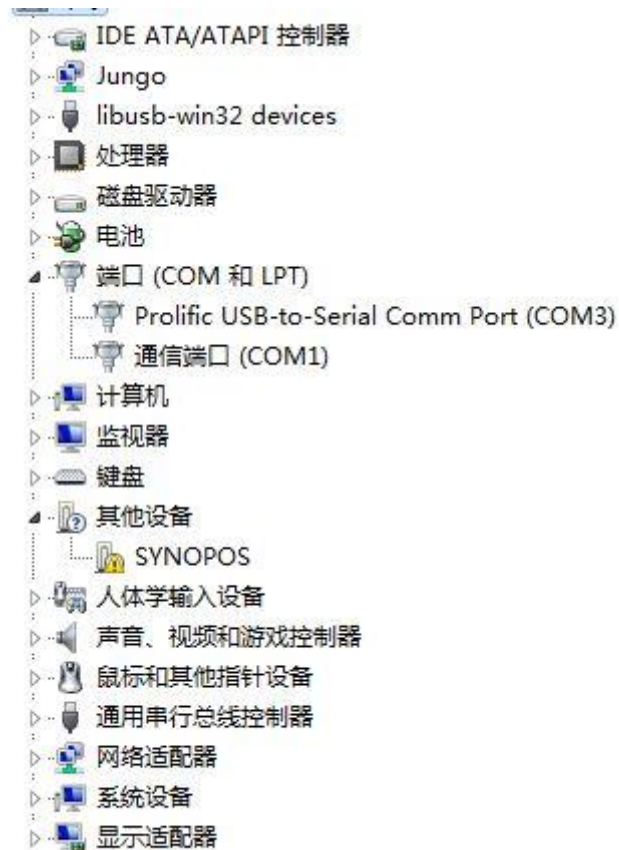 IDE ATA/ATAPI 控制器
Jungo
libusb-win32 devices
处理器
磁盘驱动器
电池
端口 (COM 和 LPT)
Prolific USB-to-Serial Comm Port (COM3)
通信端口 (COM1)
计算机
监视器
键盘
其他设备
SYNOPOS
人体学输入设备
声音、视频和游戏控制器
鼠标和其他指针设备
通用串行总线控制器
网络适配器
系统设备
显示适配器